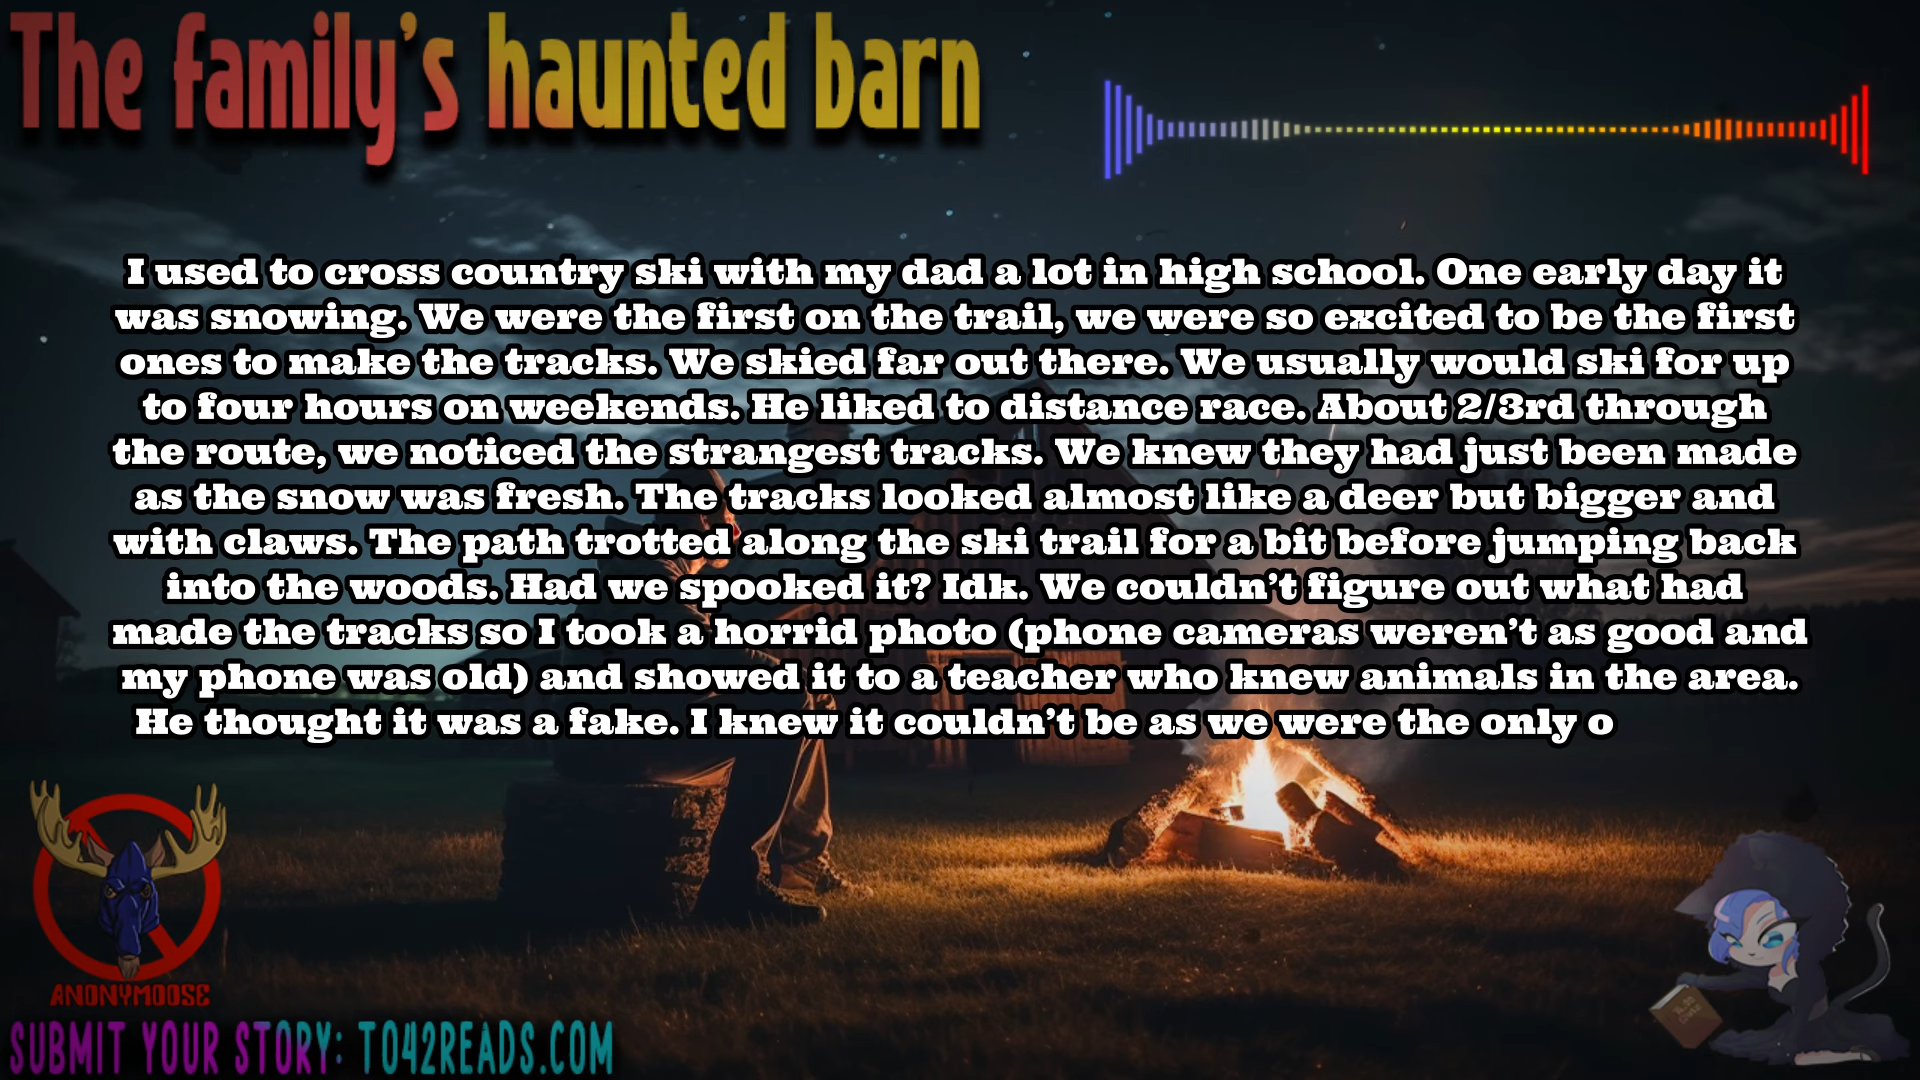 The family's haunted barn
I used to cross country ski with my dad a lot in high school. One early day it
was snowing. We were the first on the trail, we were so excited to be the first
ones to make the tracks. We skied far out there. We usually would ski for up
to four hours on weekends. He liked to distance race. About 2/3rd through
the route, we noticed the strangest tracks. We knew they had just been made
as the snow was fresh. The tracks looked almost like a deer but bigger and
with claws. The path trotted along the ski trail for a bit before jumping back
into the woods. Had we spooked it? Idk. We couldn't figure out what had
made the tracks so I took a horrid photo (phone cameras weren't as good and
my phone was old) and showed it to a teacher who knew animals in the area.
He thought it was a fake. I knew it couldn't be as we were the only o
ANONYMOOSE
SUBMIT YOUR STORY: TO42READS.COM